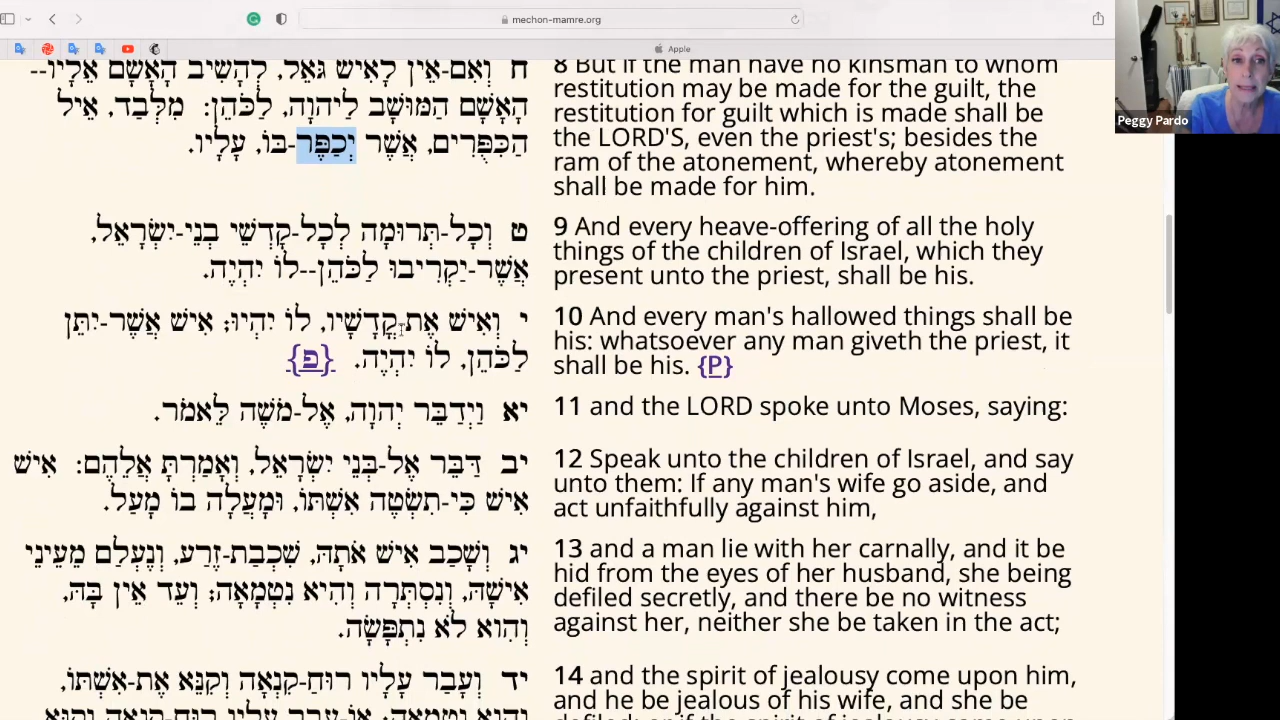 mechon-mamre.org
Apple
Peggy Pardo
ח וְאִם-אֵין לָאִישׁ גֹּאֵל, לְהָשִׁיב הָאָשָׁם אֵלָיו--
הָאָשָׁם הַמּוּשָׁב לַיהוָה, לַכֹּהֵן: מִלְּבַד, אֵיל
הַכִּפֻּרִים, אֲשֶׁר יְכַפֶּר-בּוֹ, עָלָיו.
ט וְכָל-תְּרוּמָה לְכָל-קָדְשֵׁי בְנֵי-יִשְׂרָאֵל,
אֲשֶׁר-יַקְרִיבוּ לַכֹּהֵן--לוֹ יִהְיֶה.
י וְאִישׁ אֶת-קֳדָשָׁיו, לוֹ יִהְיוּ; אִישׁ אֲשֶׁר-יִתֵּן
לַכֹּהֵן, לוֹ יִהְיֶה. {פ}
יא וַיְדַבֵּר יְהוָה, אֶל-מֹשֶׁה לֵּאמֹר.
יב דַּבֵּר אֶל-בְּנֵי יִשְׂרָאֵל, וְאָמַרְתָּ אֲלֵהֶם: אִישׁ
אִישׁ כִּי-תִשְׂטֶה אִשְׁתּוֹ, וּמָעֲלָה בוֹ מָעַל.
יג וְשָׁכַב אִישׁ אֹתָהּ, שִׁכְבַת-זֶרַע, וְנֶעְלַם מֵעֵינֵי
אִישָׁהּ, וְנִסְתְּרָה וְהִיא נִטְמָאָה; וְעֵד אֵין בָּהּ,
וְהִוא לֹא נִתְפָּשָׂה.
יד וְעָבַר עָלָיו רוּחַ-קִנְאָה וְקִנֵּא אֶת-אִשְׁתּוֹ,
8 But if the man have no kinsman to whom
restitution may be made for the guilt, the
restitution for guilt which is made shall be
the LORD'S, even the priest's; besides the
ram of the atonement, whereby atonement
shall be made for him.
9 And every heave-offering of all the holy
things of the children of Israel, which they
present unto the priest, shall be his.
10 And every man's hallowed things shall be
his: whatsoever any man giveth the priest, it
shall be his. {P}
11 and the LORD spoke unto Moses, saying:
12 Speak unto the children of Israel, and say
unto them: If any man's wife go aside, and
act unfaithfully against him,
13 and a man lie with her carnally, and it be
hid from the eyes of her husband, she being
defiled secretly, and there be no witness
against her, neither she be taken in the act;
14 and the spirit of jealousy come upon him,
and he be jealous of his wife, and she be